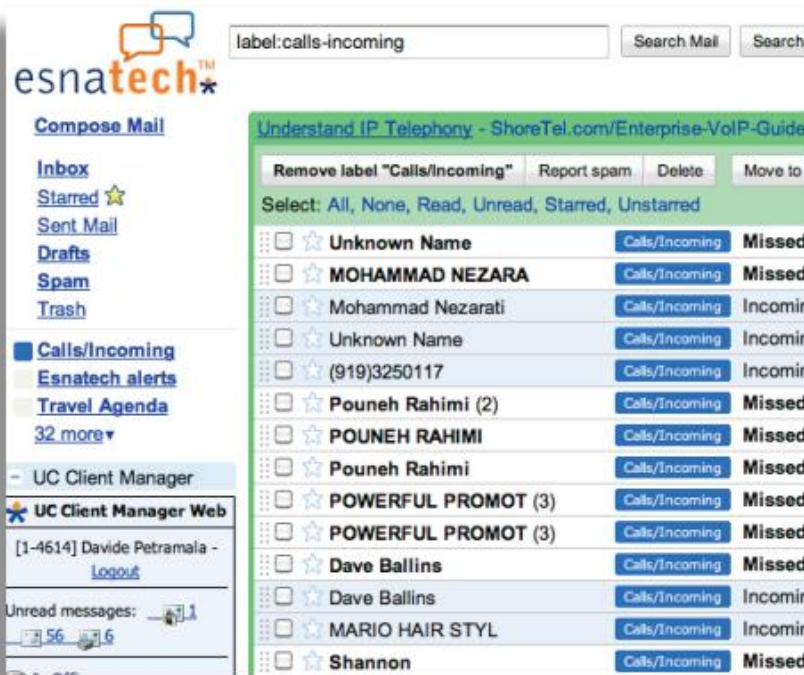 esnatech™
label:calls-incoming
Search Mail
Search
Compose Mail
Inbox
Starred
Sent Mail
Drafts
Spam
Trash
Calls/Incoming
Esnatech alerts
Travel Agenda
32 more▾
UC Client Manager
UC Client Manager Web
[1-4614] Davide Petramala -
Logout
Unread messages: 1
56 6
Understand IP Telephony - ShoreTel.com/Enterprise-VoIP-Guide
Remove label "Calls/Incoming" Report spam Delete Move to
Select: All, None, Read, Unread, Starred, Unstarred
Unknown Name Calls/Incoming Missed
MOHAMMAD NEZARA Calls/Incoming Missed
Mohammad Nezarati Calls/Incoming Incomin
Unknown Name Calls/Incoming Incomin
(919)3250117 Calls/Incoming Incomin
Pouneh Rahimi (2) Calls/Incoming Missed
POUNEH RAHIMI Calls/Incoming Missed
Pouneh Rahimi Calls/Incoming Missed
POWERFUL PROMOT (3) Calls/Incoming Missed
POWERFUL PROMOT (3) Calls/Incoming Missed
Dave Ballins Calls/Incoming Missed
Dave Ballins Calls/Incoming Incomin
MARIO HAIR STYL Calls/Incoming Incomin
Shannon Calls/Incoming Missed